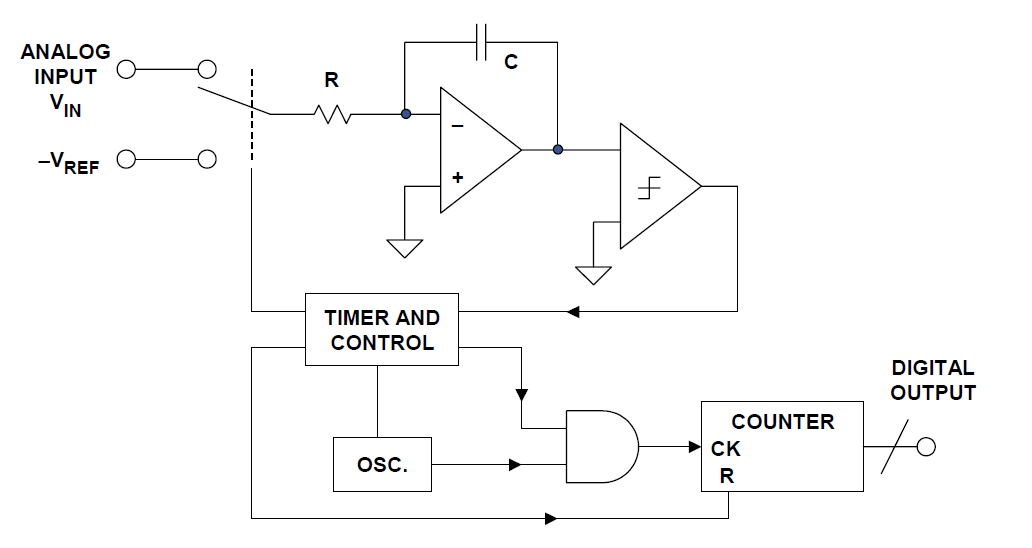 ANALOG
INPUT
VIN
–VREF
R
C
–
+
TIMER AND
CONTROL
OSC.
COUNTER
CK
R
DIGITAL
OUTPUT